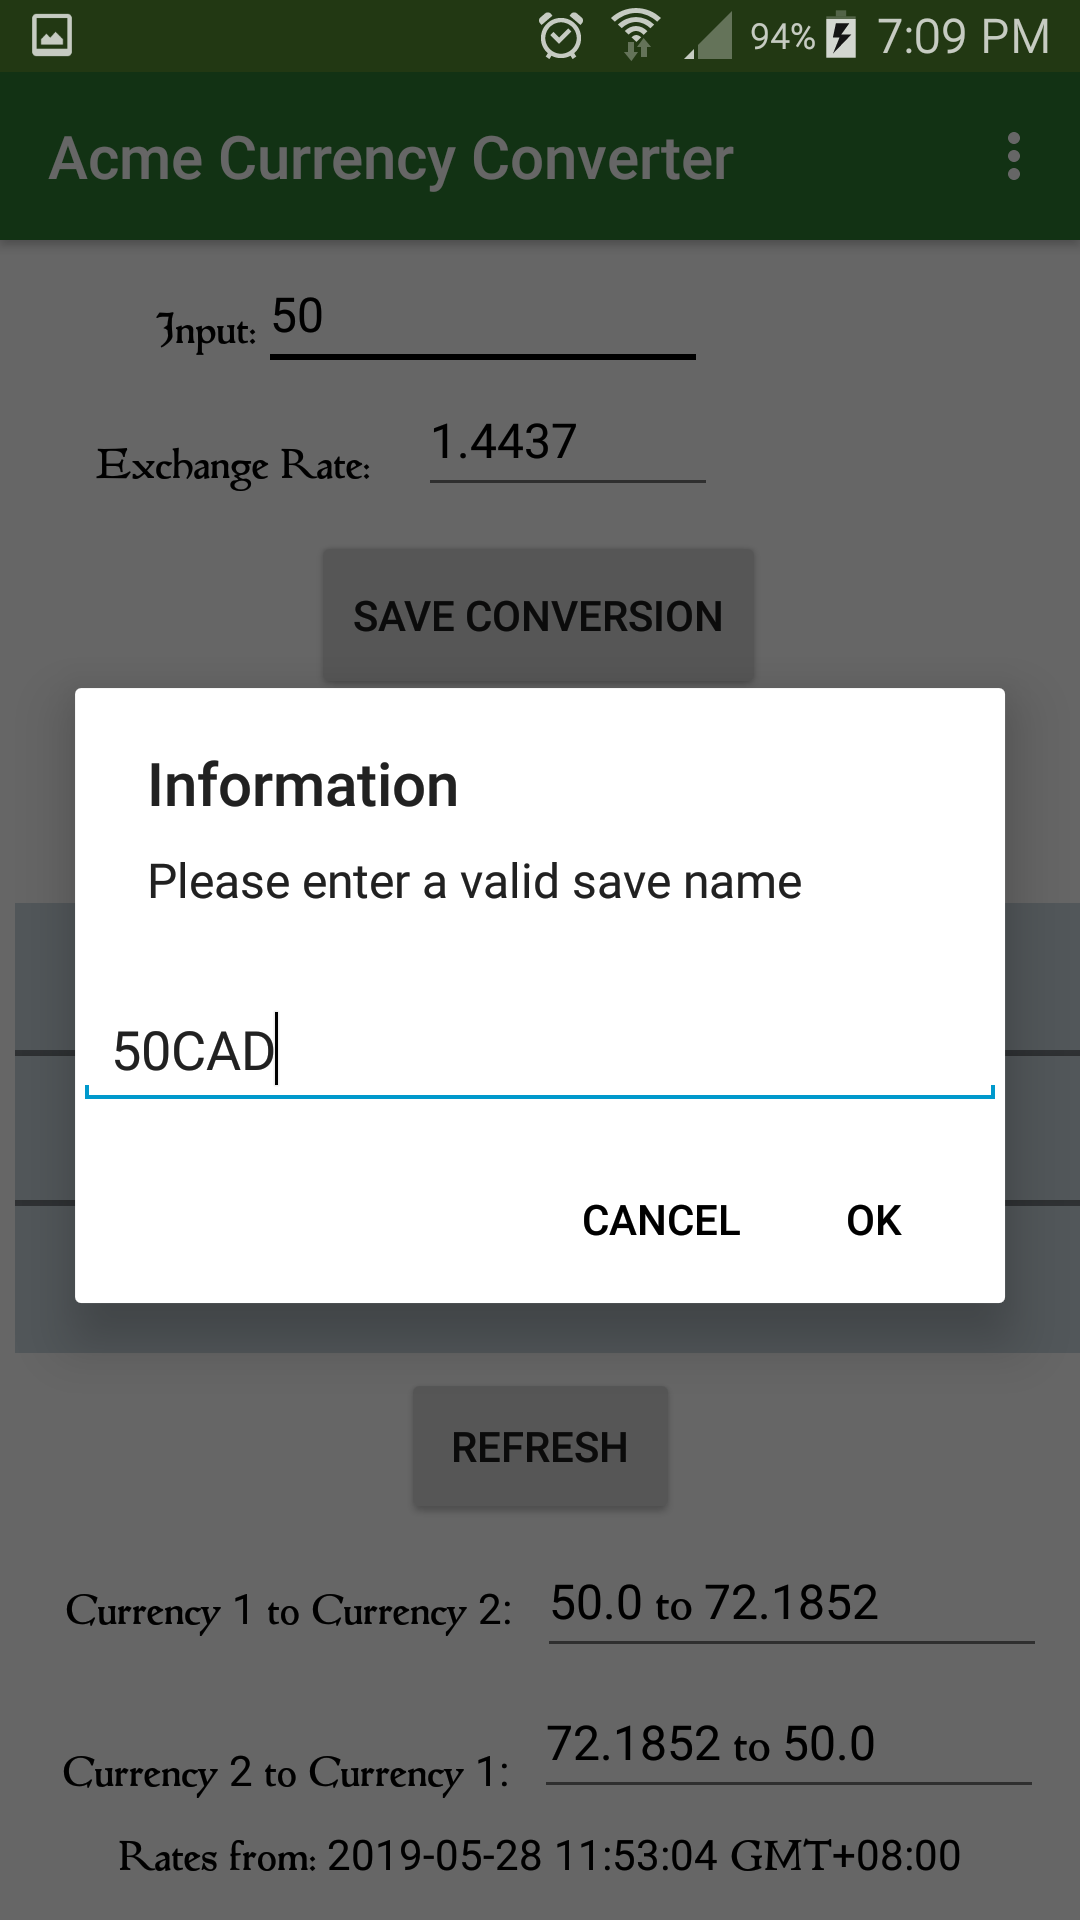 94% 7:09 PM
Acme Currency Converter
Input: 50
Exchange Rate: 1.4437
SAVE CONVERSION
Information
Please enter a valid save name
50CAD
CANCEL OK
REFRESH
Currency 1 to Currency 2: 50.0 to 72.1852
Currency 2 to Currency 1: 72.1852 to 50.0
Rates from: 2019-05-28 11:53:04 GMT+08:00